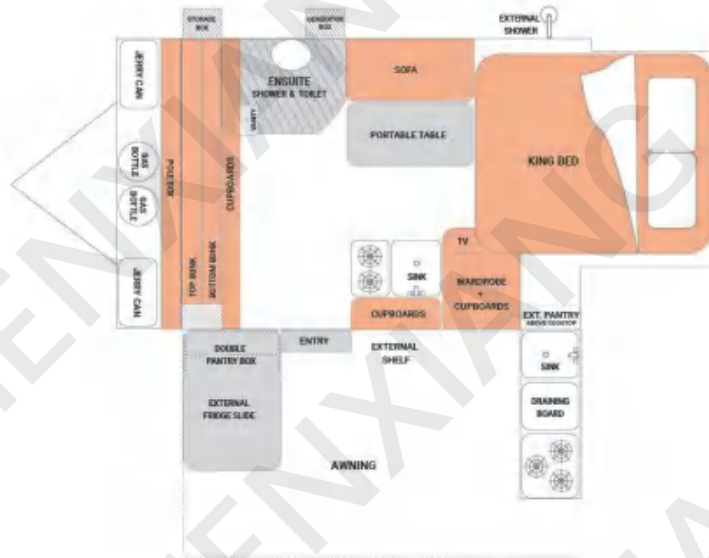 STORAGE
BOX
GENERATOR
BOX
EXTERNAL
SHOWER
JERRY CAN
ENSUITE
SHOWER & TOILET
VANITY
SOFA
PORTABLE TABLE
KING BED
GAS
BOTTLE
GAS
BOTTLE
POLE BOX
CUPBOARDS
TOP BUNK
BOTTOM BUNK
JERRY CAN
TV
SINK
WARDROBE
+
CUPBOARDS
CUPBOARDS
EXT. PANTRY
ABOVE COOKTOP
ENTRY
EXTERNAL
SHELF
DOUBLE
PANTRY BOX
EXTERNAL
FRIDGE SLIDE
SINK
DRAINING
BOARD
AWNING